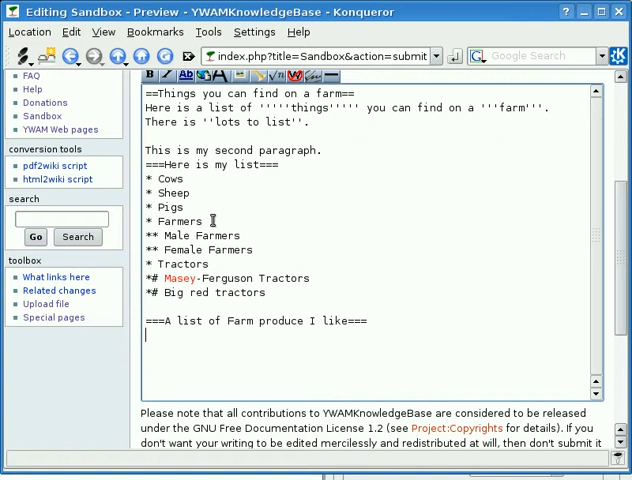 Editing Sandbox - Preview - YWAMKnowledgeBase - Konqueror
Location Edit View Bookmarks Tools Settings Window Help
index.php?title=Sandbox&action=submit
Google Search
FAQ
Help
Donations
Sandbox
YWAM Web pages
conversion tools
pdf2wiki script
html2wiki script
search
Go Search
toolbox
What links here
Related changes
Upload file
Special pages
B I Ab A W
==Things you can find on a farm==
Here is a list of '''''things''''' you can find on a '''farm'''.
There is ''lots to list''.
This is my second paragraph.
===Here is my list===
* Cows
* Sheep
* Pigs
* Farmers
** Male Farmers
** Female Farmers
* Tractors
*# Masey-Ferguson Tractors
*# Big red tractors
===A list of Farm produce I like===
Please note that all contributions to YWAMKnowledgeBase are considered to be released
under the GNU Free Documentation License 1.2 (see Project:Copyrights for details). If you
don't want your writing to be edited mercilessly and redistributed at will, then don't submit it